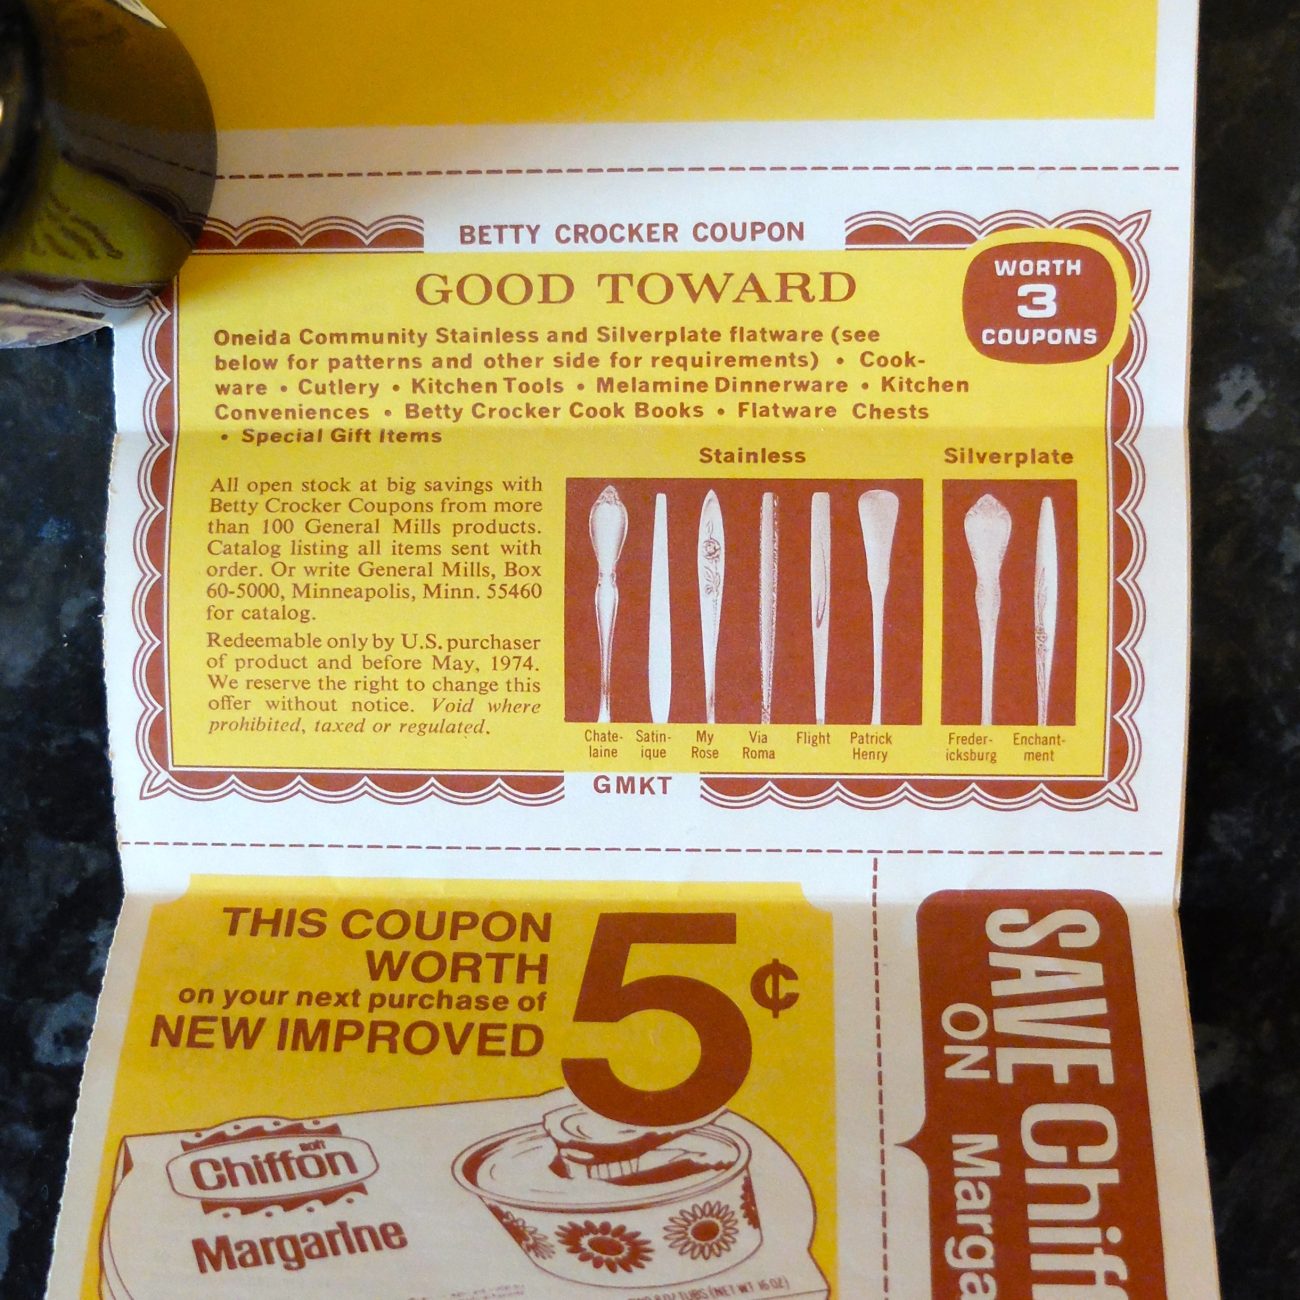 BETTY CROCKER COUPON
GOOD TOWARD
WORTH
3
COUPONS
Oneida Community Stainless and Silverplate flatware (see
below for patterns and other side for requirements) • Cook-
ware • Cutlery • Kitchen Tools • Melamine Dinnerware • Kitchen
Conveniences • Betty Crocker Cook Books • Flatware Chests
• Special Gift Items
All open stock at big savings with
Betty Crocker Coupons from more
than 100 General Mills products.
Catalog listing all items sent with
order. Or write General Mills, Box
60-5000, Minneapolis, Minn. 55460
for catalog.
Redeemable only by U.S. purchaser
of product and before May, 1974.
We reserve the right to change this
offer without notice. Void where
prohibited, taxed or regulated.
Stainless
Chate-
laine
Satin-
ique
My
Rose
Via
Roma
Flight
Patrick
Henry
Silverplate
Freder-
icksburg
Enchant-
ment
GMKT
THIS COUPON
WORTH
on your next purchase of
NEW IMPROVED
5¢
soft
Chiffon
Margarine
TUBS (NET WT 16 OZ)
SAVE
ON
Chiff
Marga